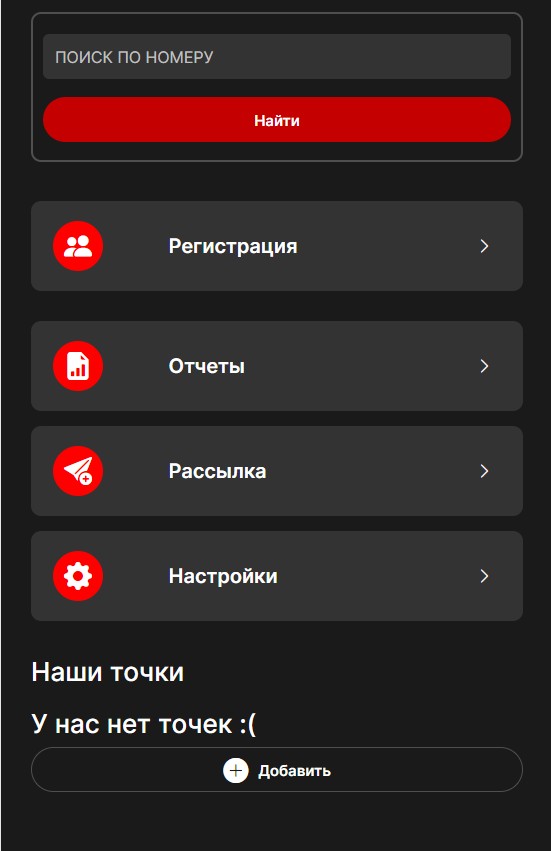 ПОИСК ПО НОМЕРУ
Найти
Регистрация
Отчеты
Рассылка
Настройки
Наши точки
У нас нет точек :(
Добавить